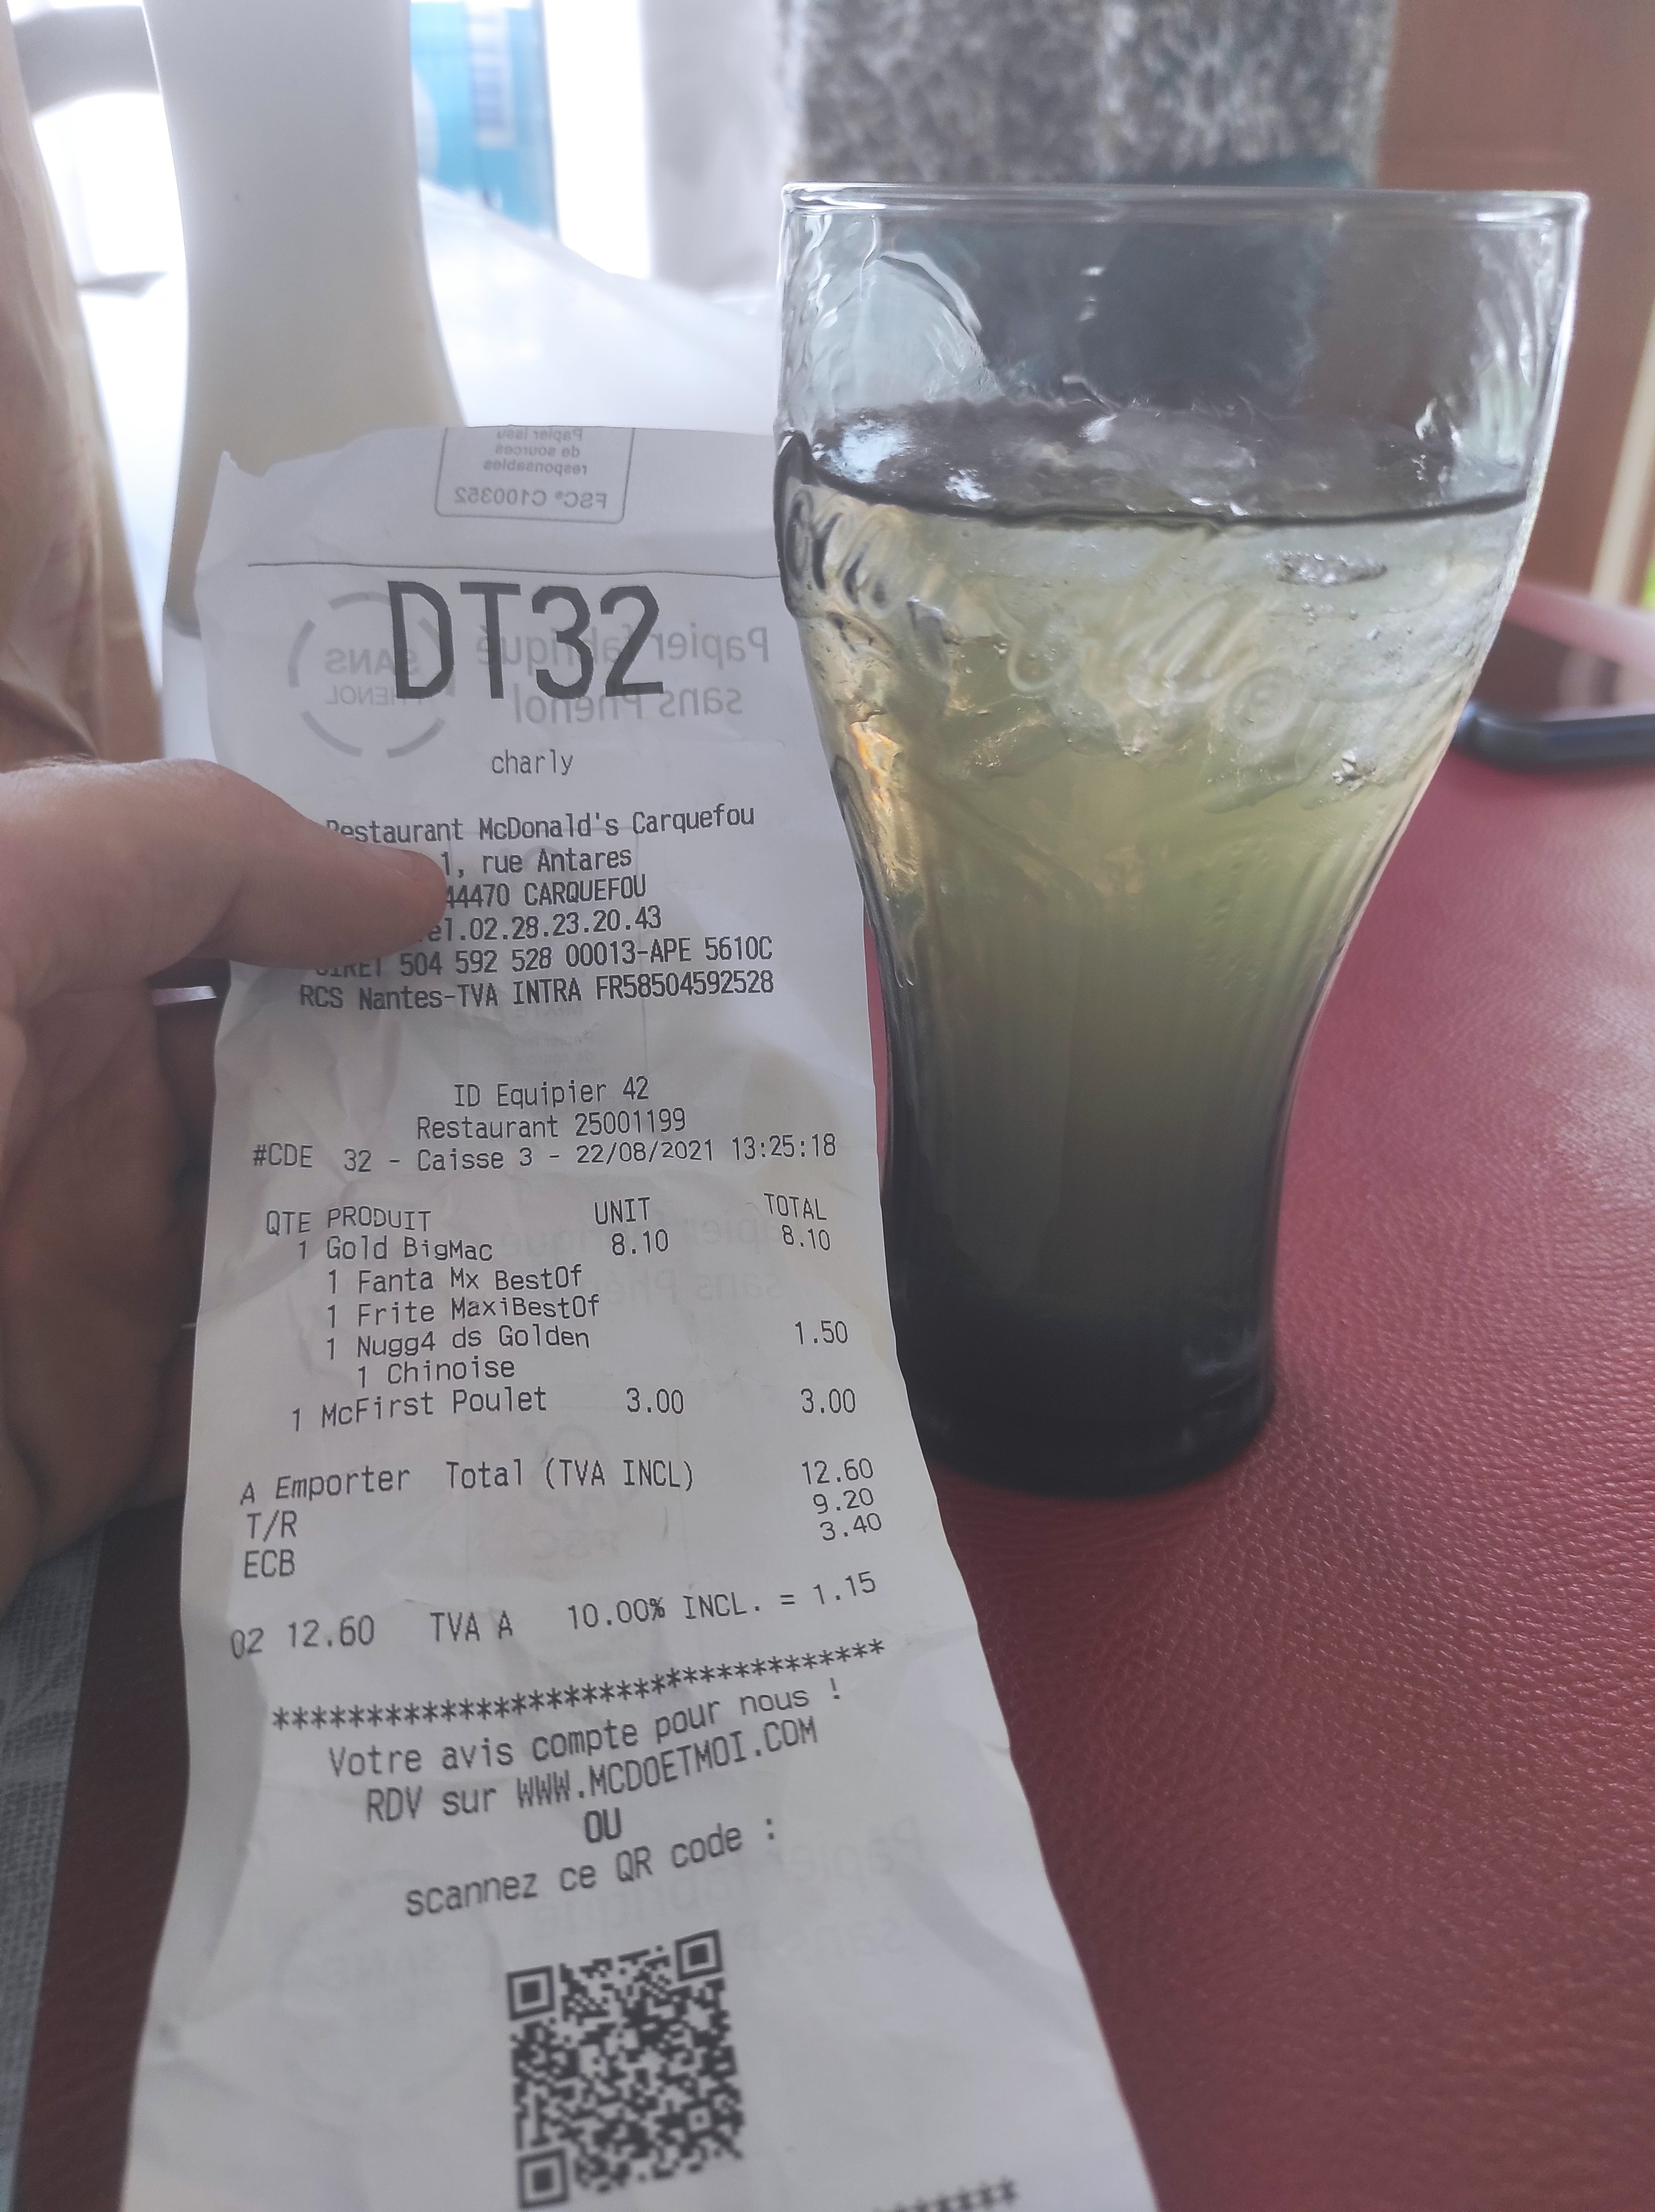 Papier issu
de sources
responsables
FSC® C100352
DT32
SANS
PHENOL
Papier fabriqué
sans Phénol
charly
Restaurant McDonald's Carquefou
1, rue Antares
44470 CARQUEFOU
el.02.28.23.20.43
SIRET 504 592 528 00013-APE 5610C
RCS Nantes-TVA INTRA FR58504592528
ID Equipier 42
Restaurant 25001199
#CDE 32 - Caisse 3 - 22/08/2021 13:25:18
QTE PRODUIT UNIT TOTAL
1 Gold BigMac 8.10 8.10
1 Fanta Mx BestOf
1 Frite MaxiBestOf
1 Nugg4 ds Golden 1.50
1 Chinoise
1 McFirst Poulet 3.00 3.00
A Emporter Total (TVA INCL) 12.60
T/R 9.20
ECB 3.40
02 12.60 TVA A 10.00% INCL. = 1.15
*********************************
Votre avis compte pour nous !
RDV sur WWW.MCDOETMOI.COM
OU
scannez ce QR code :